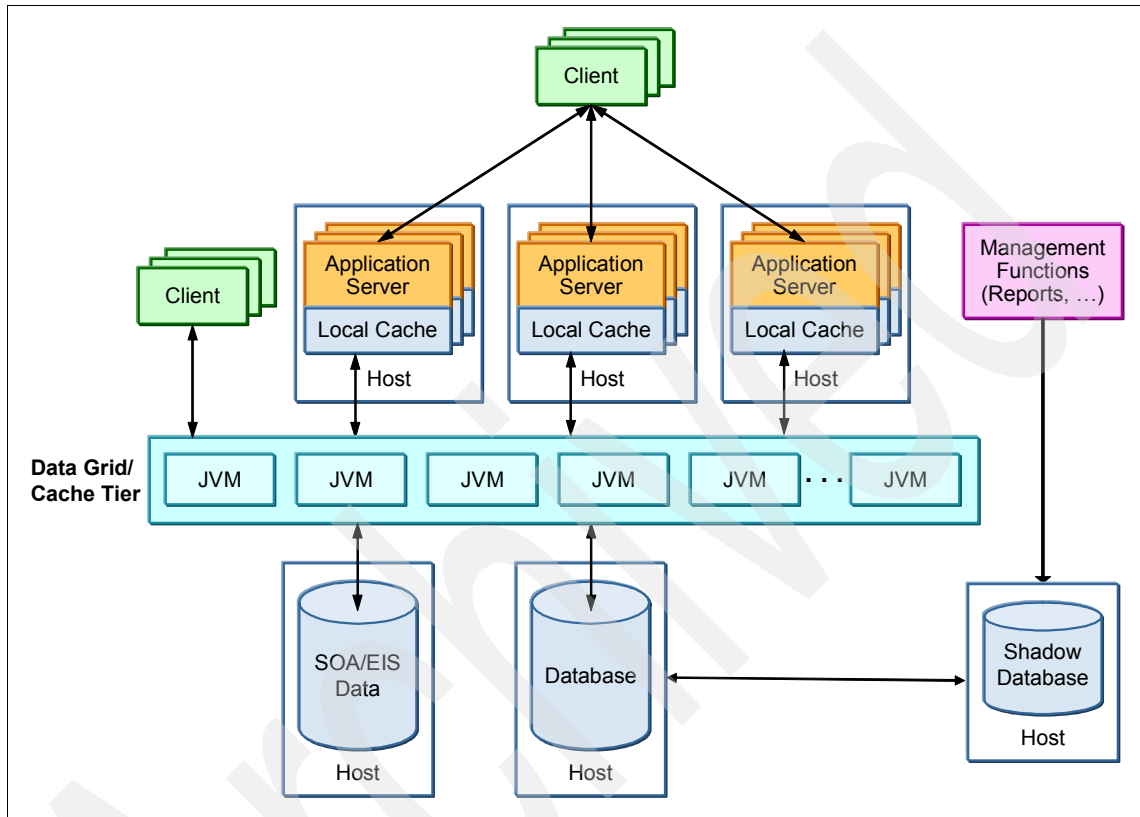 Client
Application
Server
Local Cache
Host
Application
Server
Local Cache
Host
Application
Server
Local Cache
Host
Management
Functions
(Reports, ...)
Client
Data Grid/
Cache Tier
JVM
JVM
JVM
JVM
JVM
...
JVM
SOA/EIS
Data
Host
Database
Host
Shadow
Database
Host
Archived